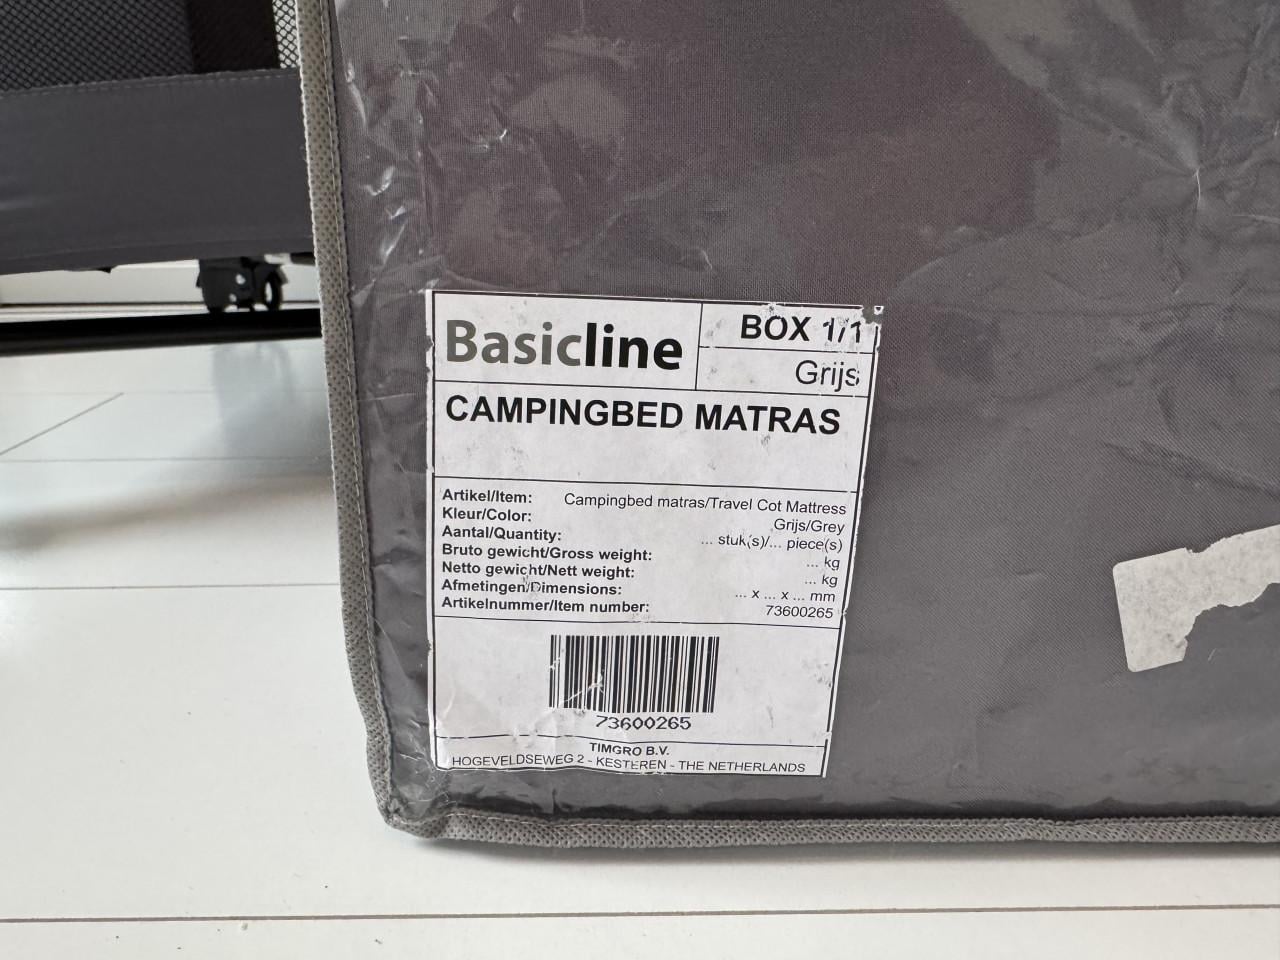 Basicline
BOX 1/1
Grijs
CAMPINGBED MATRAS
Artikel/Item: Campingbed matras/Travel Cot Mattress
Kleur/Color: Grijs/Grey
Aantal/Quantity: ... stuk(s)/... piece(s)
Bruto gewicht/Gross weight: ... kg
Netto gewicht/Nett weight: ... kg
Afmetingen/Dimensions: ... x ... x ... mm
Artikelnummer/Item number: 73600265
73600265
TIMGRO B.V.
HOGEVELDSEWEG 2 - KESTEREN - THE NETHERLANDS